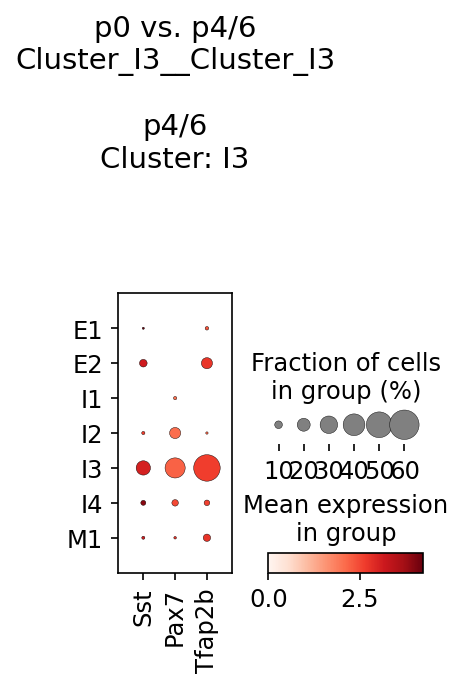 p0 vs. p4/6
Cluster_I3__Cluster_I3
p4/6
Cluster: I3
E1
E2
I1
I2
I3
I4
M1
Sst
Pax7
Tfap2b
Fraction of cells
in group (%)
10 20 30 40 50 60
Mean expression
in group
0.0 2.5